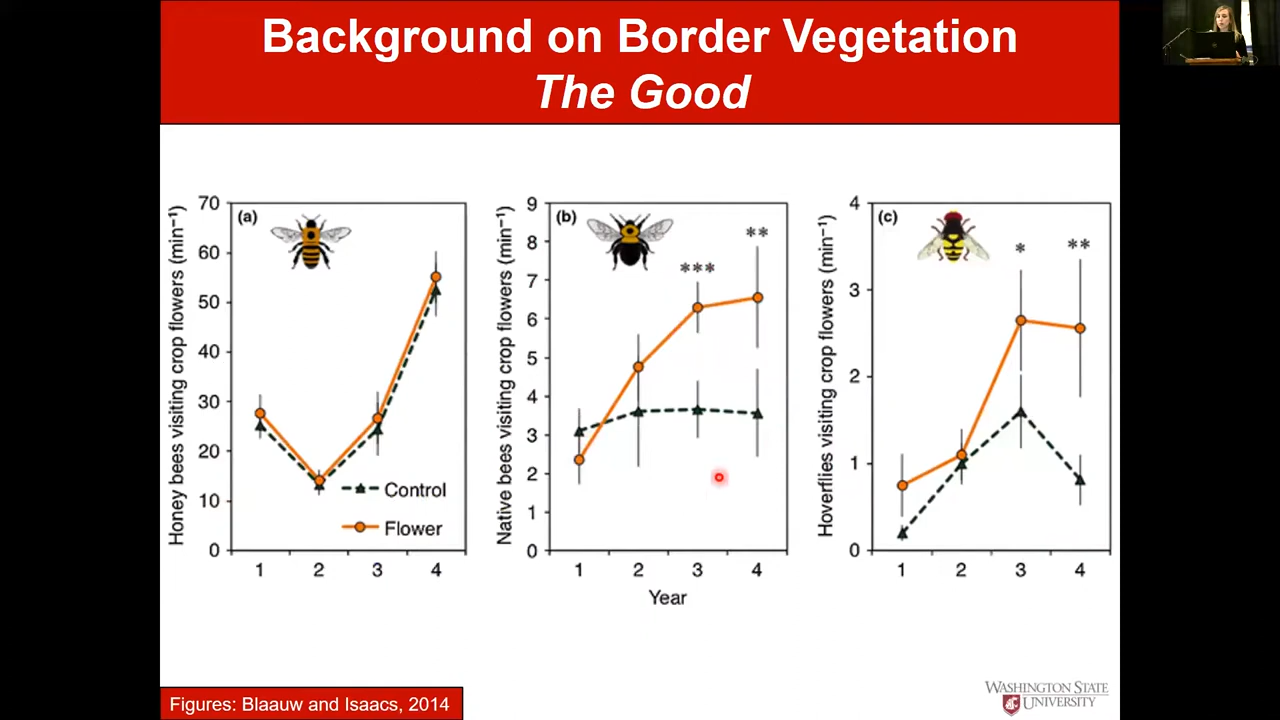 Background on Border Vegetation
The Good
Honey bees visiting crop flowers (min⁻¹)
70
60
50
40
30
20
10
0
(a)
Control
Flower
1 2 3 4
Native bees visiting crop flowers (min⁻¹)
9
8
7
6
5
4
3
2
1
0
(b)
***
**
1 2 3 4
Year
Hoverflies visiting crop flowers (min⁻¹)
4
3
2
1
0
(c)
*
**
1 2 3 4
Figures: Blaauw and Isaacs, 2014
WASHINGTON STATE
UNIVERSITY